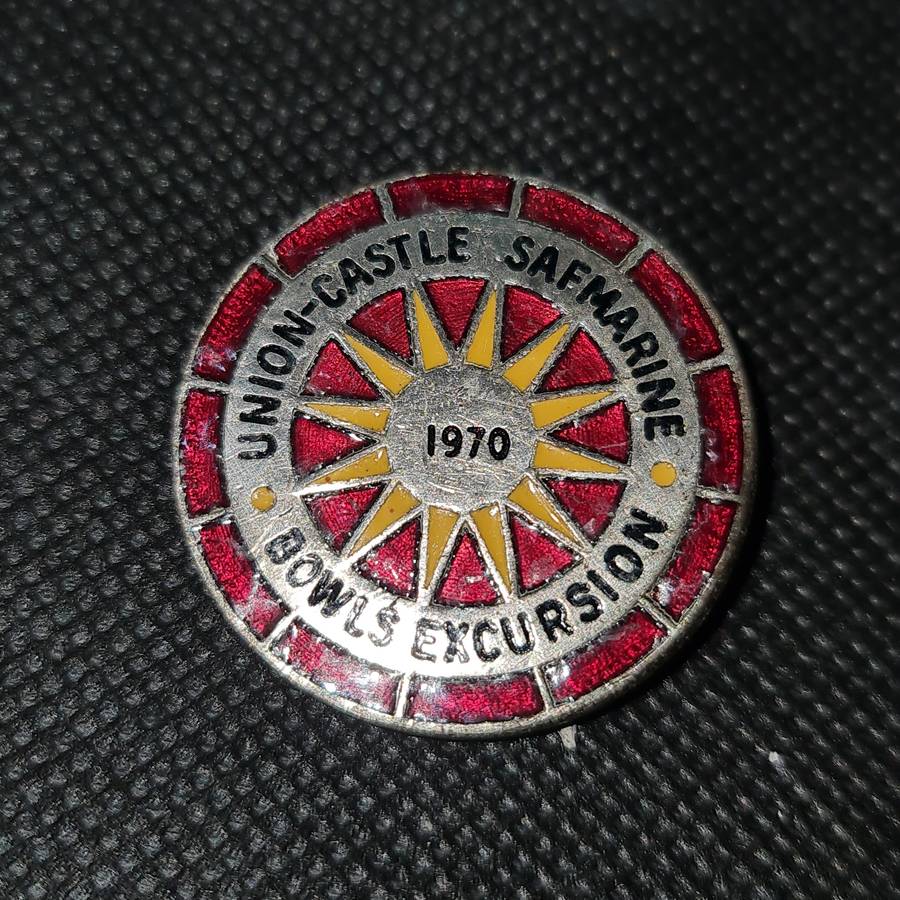 UNION-CASTLE SAFMARINE
1970
BOWLS EXCURSION